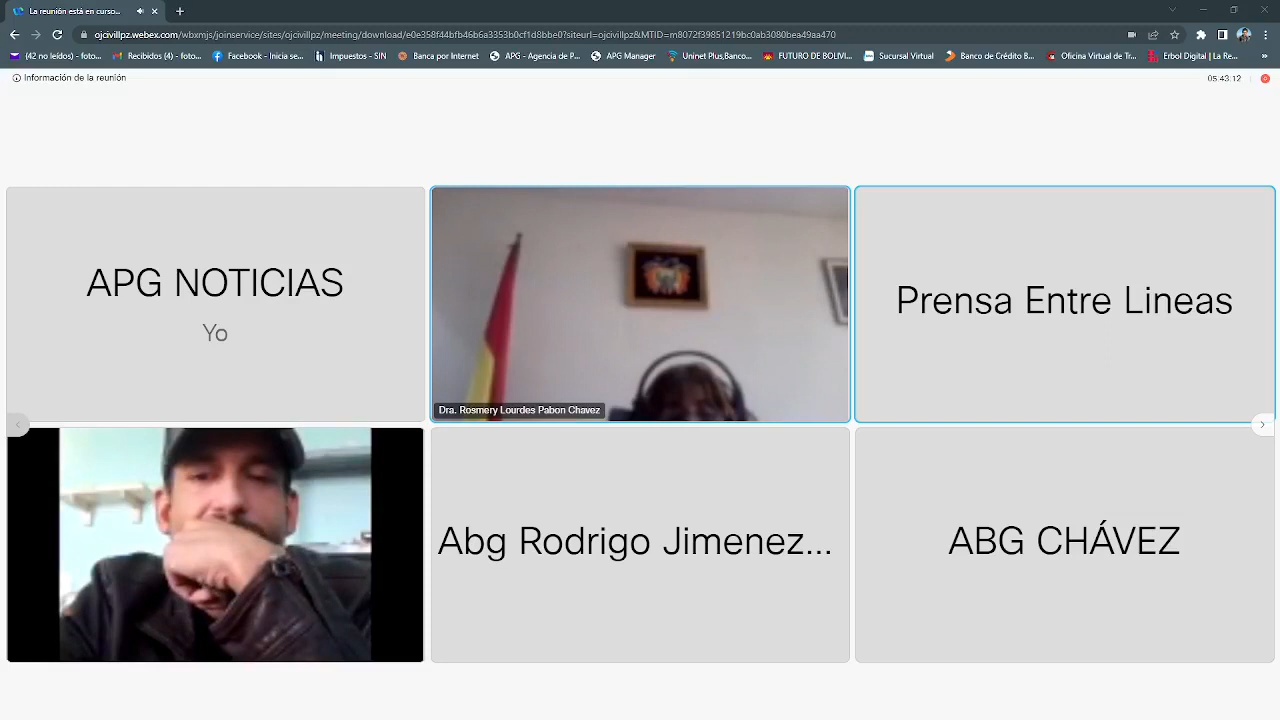 La reunión está en curso...
ojcivillpz.webex.com/wbxmjs/joinservice/sites/ojcivillpz/meeting/download/e0e358f44bfb46b6a3353b0cf1d5bbe0?siteurl=ojcivillpz&MTID=m8072f39851219bc0ab3080bea49aa470
(42 no leídos) - foto...
Recibidos (4) - foto...
Facebook - Inicia se...
Impuestos - SIN
Banca por Internet
APG - Agencia de P...
APG Manager
Uninet Plus,Banco...
FUTURO DE BOLIVI...
Sucursal Virtual
Banco de Crédito B...
Oficina Virtual de Tr...
Erbol Digital | La Re...
Información de la reunión
05:43:12
APG NOTICIAS
Yo
Dra. Rosmery Lourdes Pabon Chavez
Prensa Entre Lineas
Abg Rodrigo Jimenez...
ABG CHÁVEZ